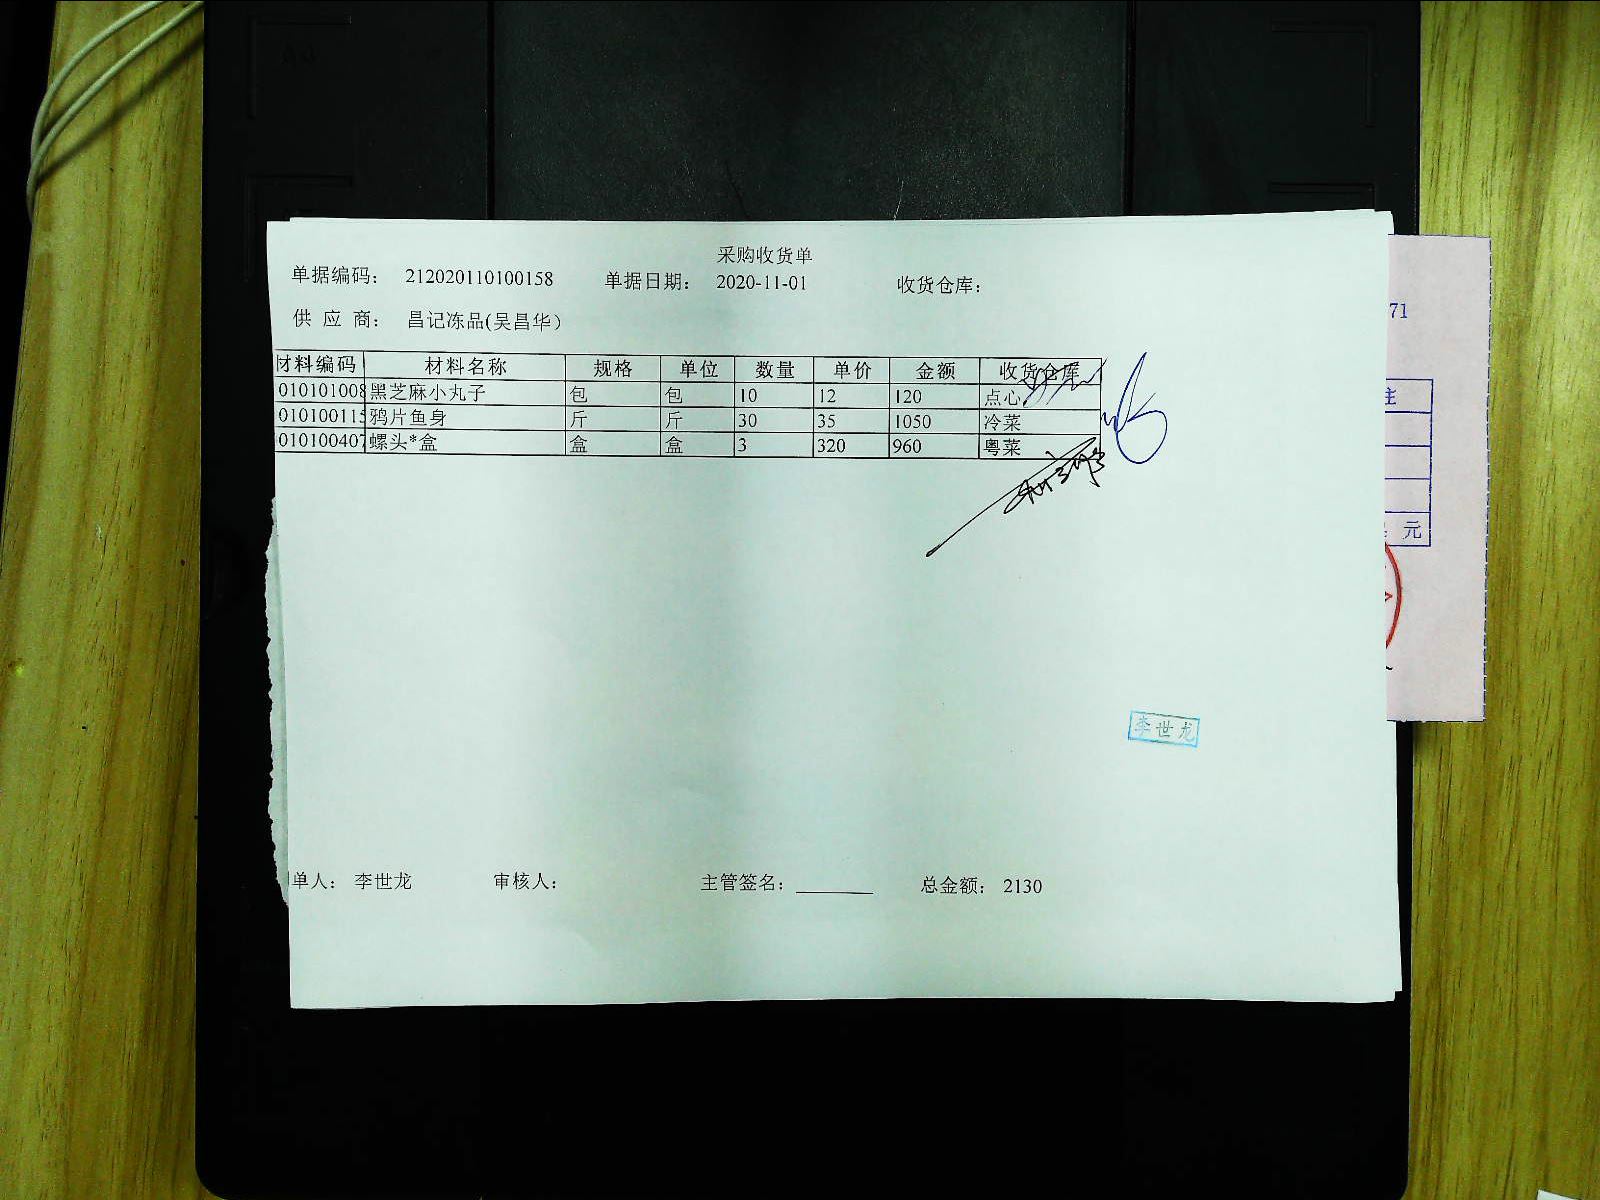 采购收货单
单据编码: 212020110100158 单据日期: 2020-11-01 收货仓库:
供 应 商: 昌记冻品(吴昌华)
材料编码 材料名称 规格 单位 数量 单价 金额 收货仓库
010101008 黑芝麻小丸子 包 包 10 12 120 点心
010100115 鸦片鱼身 斤 斤 30 35 1050 冷菜
010100407 螺头*盒 盒 盒 3 320 960 粤菜
李世龙
单人: 李世龙 审核人: 主管签名: 总金额: 2130
71
注
元